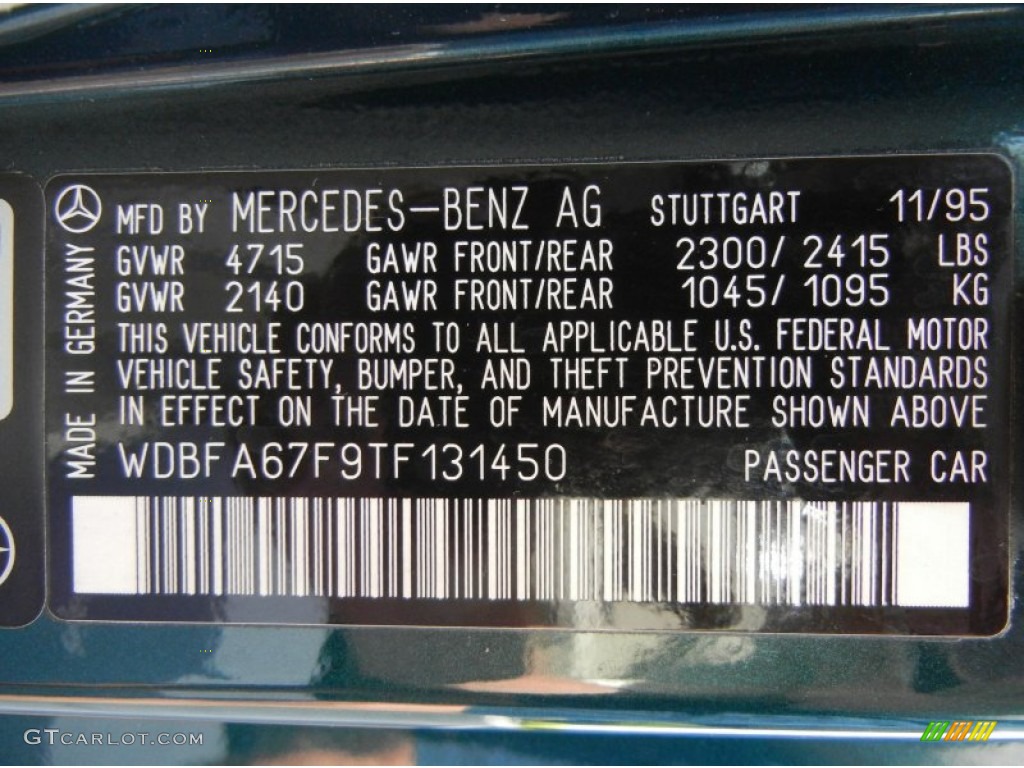 MFD BY MERCEDES-BENZ AG STUTTGART 11/95
GVWR 4715 GAWR FRONT/REAR 2300/2415 LBS
GVWR 2140 GAWR FRONT/REAR 1045/1095 KG
THIS VEHICLE CONFORMS TO ALL APPLICABLE U.S. FEDERAL MOTOR
VEHICLE SAFETY, BUMPER, AND THEFT PREVENTION STANDARDS
IN EFFECT ON THE DATE OF MANUFACTURE SHOWN ABOVE
WDBFA67F9TF131450 PASSENGER CAR
MADE IN GERMANY
GTCARLOT.COM